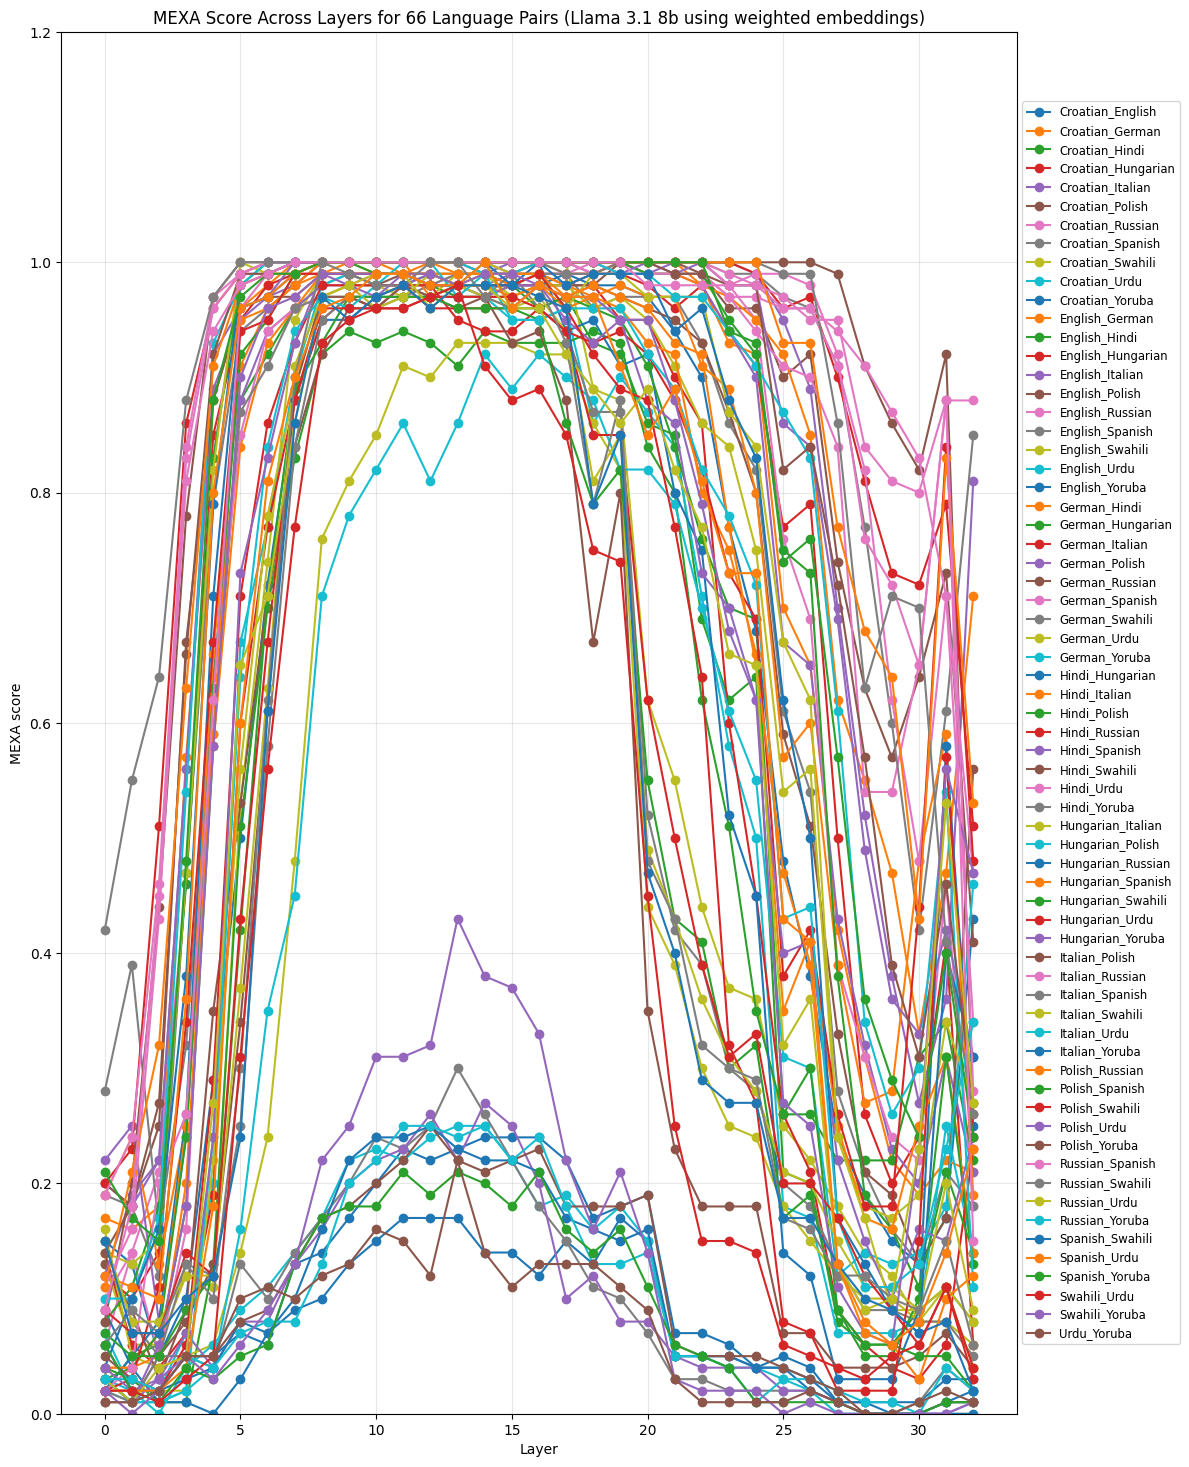 MEXA Score Across Layers for 66 Language Pairs (Llama 3.1 8b using weighted embeddings)
1.2
1.0
0.8
0.6
0.4
0.2
0.0
MEXA score
0 5 10 15 20 25 30
Layer
Croatian_English
Croatian_German
Croatian_Hindi
Croatian_Hungarian
Croatian_Italian
Croatian_Polish
Croatian_Russian
Croatian_Spanish
Croatian_Swahili
Croatian_Urdu
Croatian_Yoruba
English_German
English_Hindi
English_Hungarian
English_Italian
English_Polish
English_Russian
English_Spanish
English_Swahili
English_Urdu
English_Yoruba
German_Hindi
German_Hungarian
German_Italian
German_Polish
German_Russian
German_Spanish
German_Swahili
German_Urdu
German_Yoruba
Hindi_Hungarian
Hindi_Italian
Hindi_Polish
Hindi_Russian
Hindi_Spanish
Hindi_Swahili
Hindi_Urdu
Hindi_Yoruba
Hungarian_Italian
Hungarian_Polish
Hungarian_Russian
Hungarian_Spanish
Hungarian_Swahili
Hungarian_Urdu
Hungarian_Yoruba
Italian_Polish
Italian_Russian
Italian_Spanish
Italian_Swahili
Italian_Urdu
Italian_Yoruba
Polish_Russian
Polish_Spanish
Polish_Swahili
Polish_Urdu
Polish_Yoruba
Russian_Spanish
Russian_Swahili
Russian_Urdu
Russian_Yoruba
Spanish_Swahili
Spanish_Urdu
Spanish_Yoruba
Swahili_Urdu
Swahili_Yoruba
Urdu_Yoruba